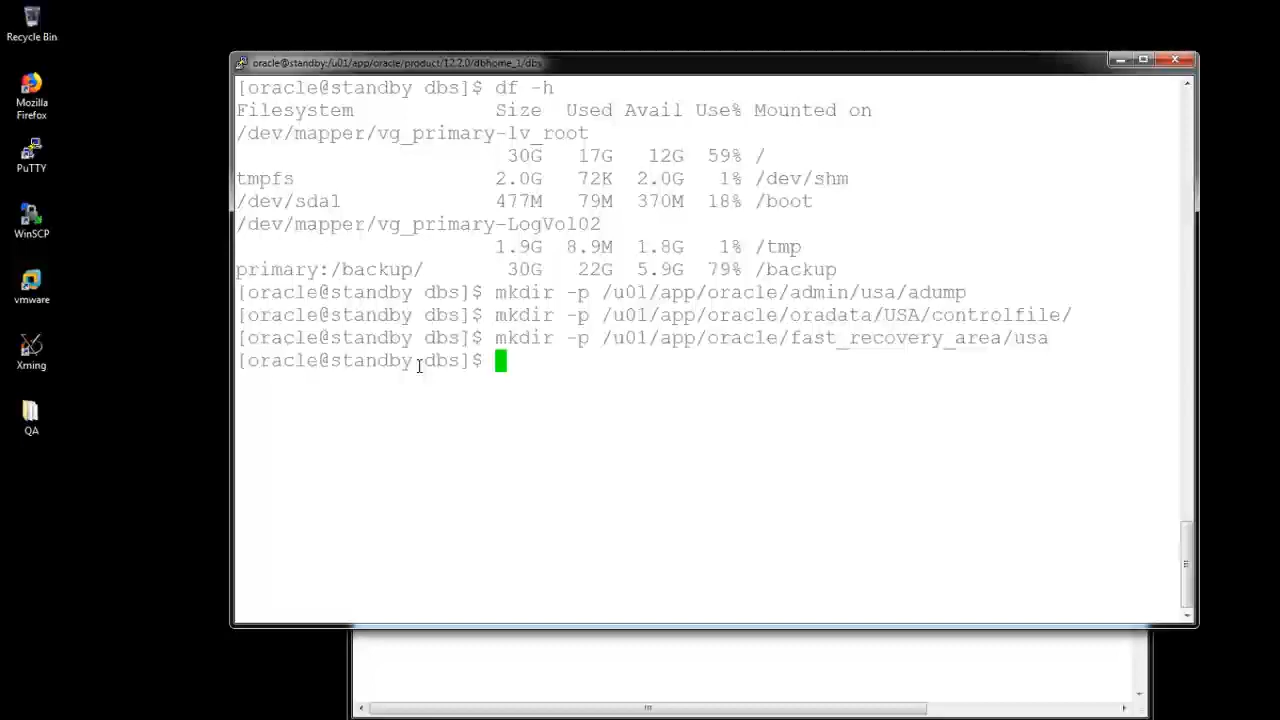 Recycle Bin
Mozilla
Firefox
PuTTY
WinSCP
vmware
Xming
QA
oracle@standby:/u01/app/oracle/product/12.2.0/dbhome_1/dbs
[oracle@standby dbs]$ df -h
Filesystem Size Used Avail Use% Mounted on
/dev/mapper/vg_primary-lv_root
30G 17G 12G 59% /
tmpfs 2.0G 72K 2.0G 1% /dev/shm
/dev/sda1 477M 79M 370M 18% /boot
/dev/mapper/vg_primary-LogVol02
1.9G 8.9M 1.8G 1% /tmp
primary:/backup/ 30G 22G 5.9G 79% /backup
[oracle@standby dbs]$ mkdir -p /u01/app/oracle/admin/usa/adump
[oracle@standby dbs]$ mkdir -p /u01/app/oracle/oradata/USA/controlfile/
[oracle@standby dbs]$ mkdir -p /u01/app/oracle/fast_recovery_area/usa
[oracle@standby dbs]$